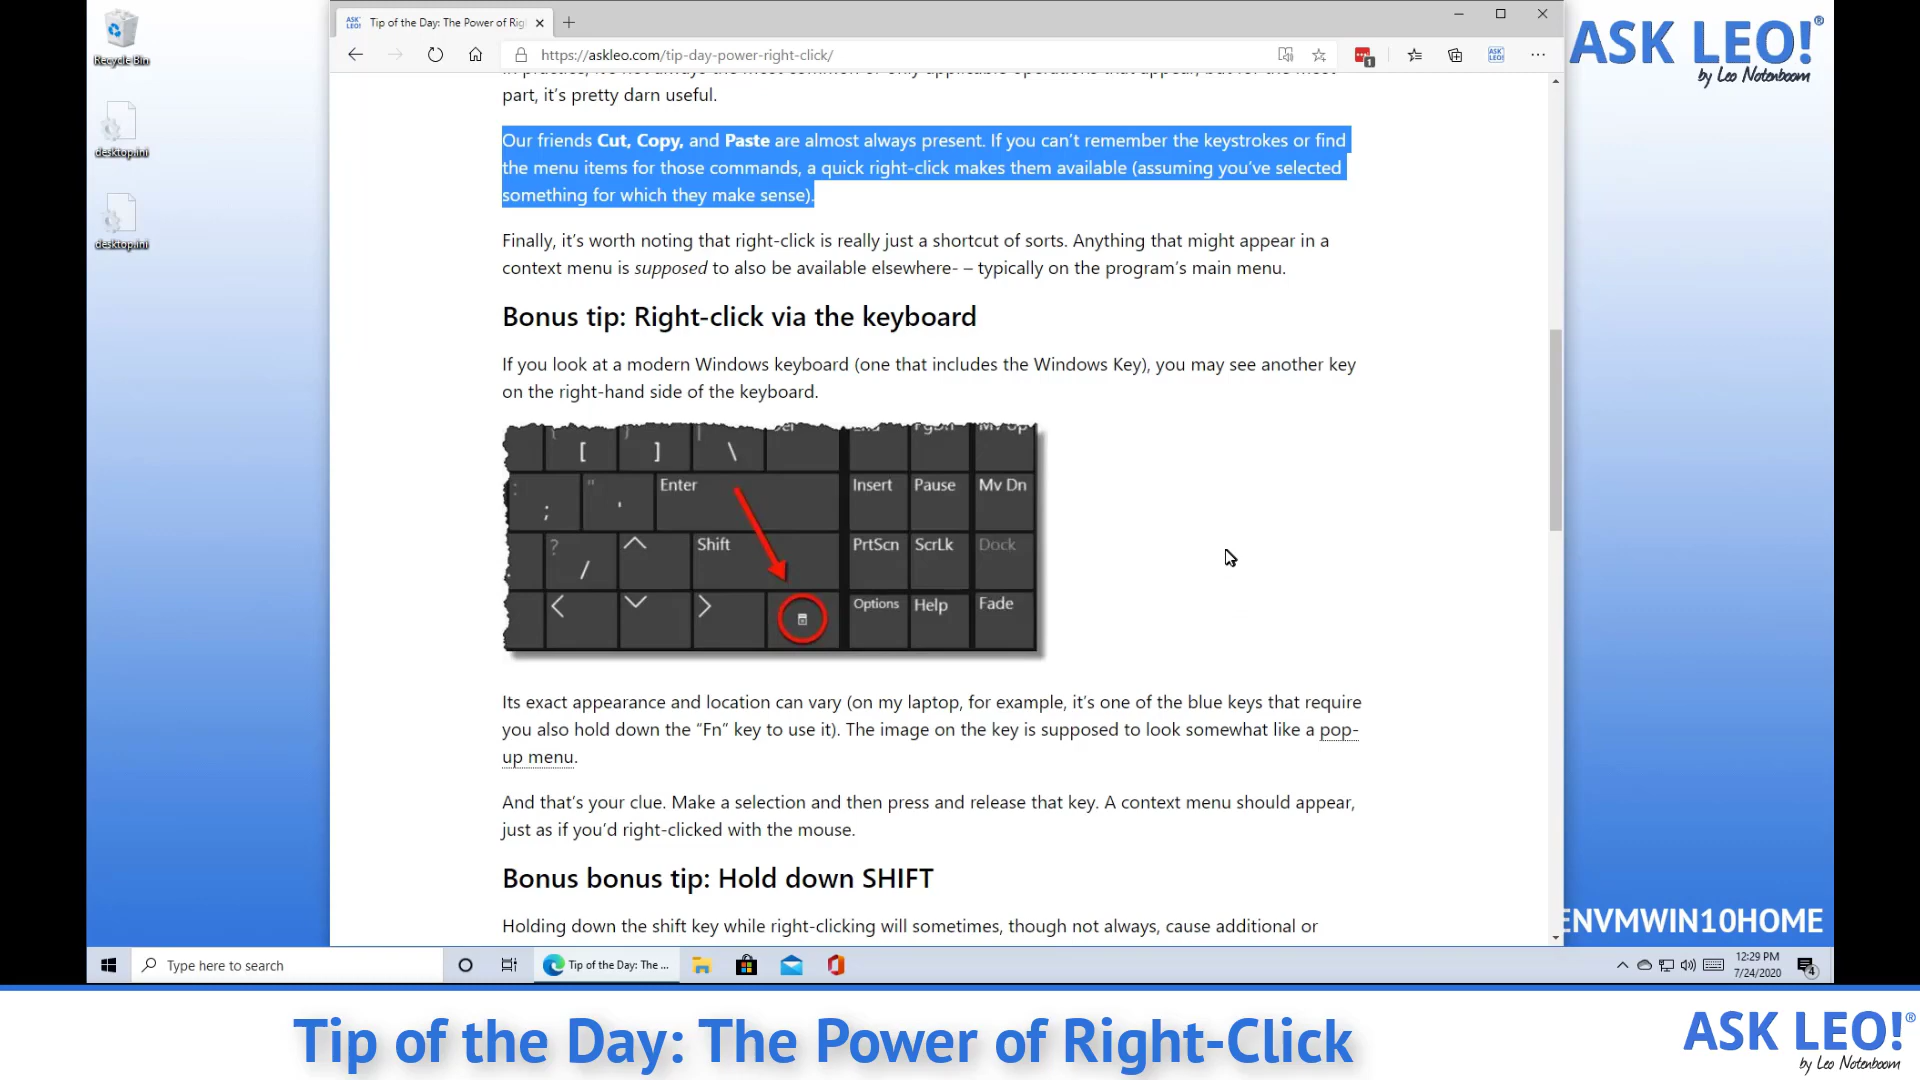 Tip of the Day: The Power of Rig
https://askleo.com/tip-day-power-right-click/
1
ASK LEO!®
by Leo Notenboom
Recycle Bin
desktop.ini
desktop.ini
part, it's pretty darn useful.
Our friends Cut, Copy, and Paste are almost always present. If you can't remember the keystrokes or find
the menu items for those commands, a quick right-click makes them available (assuming you've selected
something for which they make sense).
Finally, it's worth noting that right-click is really just a shortcut of sorts. Anything that might appear in a
context menu is supposed to also be available elsewhere- – typically on the program's main menu.
Bonus tip: Right-click via the keyboard
If you look at a modern Windows keyboard (one that includes the Windows Key), you may see another key
on the right-hand side of the keyboard.
[ ] \
; " ' Enter Insert Pause Mv Dn
? / Shift PrtScn ScrLk Dock
Options Help Fade
Its exact appearance and location can vary (on my laptop, for example, it's one of the blue keys that require
you also hold down the "Fn" key to use it). The image on the key is supposed to look somewhat like a pop-
up menu.
And that's your clue. Make a selection and then press and release that key. A context menu should appear,
just as if you'd right-clicked with the mouse.
Bonus bonus tip: Hold down SHIFT
Holding down the shift key while right-clicking will sometimes, though not always, cause additional or
ENVMWIN10HOME
Type here to search
Tip of the Day: The ...
12:29 PM
7/24/2020
4
Tip of the Day: The Power of Right-Click
ASK LEO!®
by Leo Notenboom